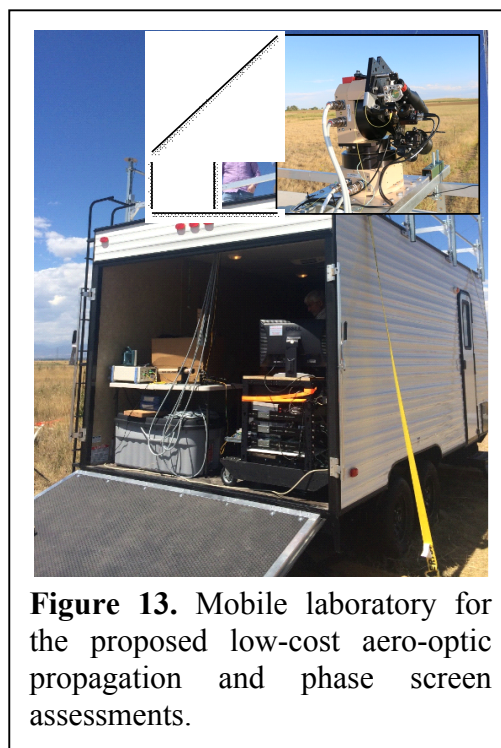 Figure 13. Mobile laboratory for
the proposed low-cost aero-optic
propagation and phase screen
assessments.